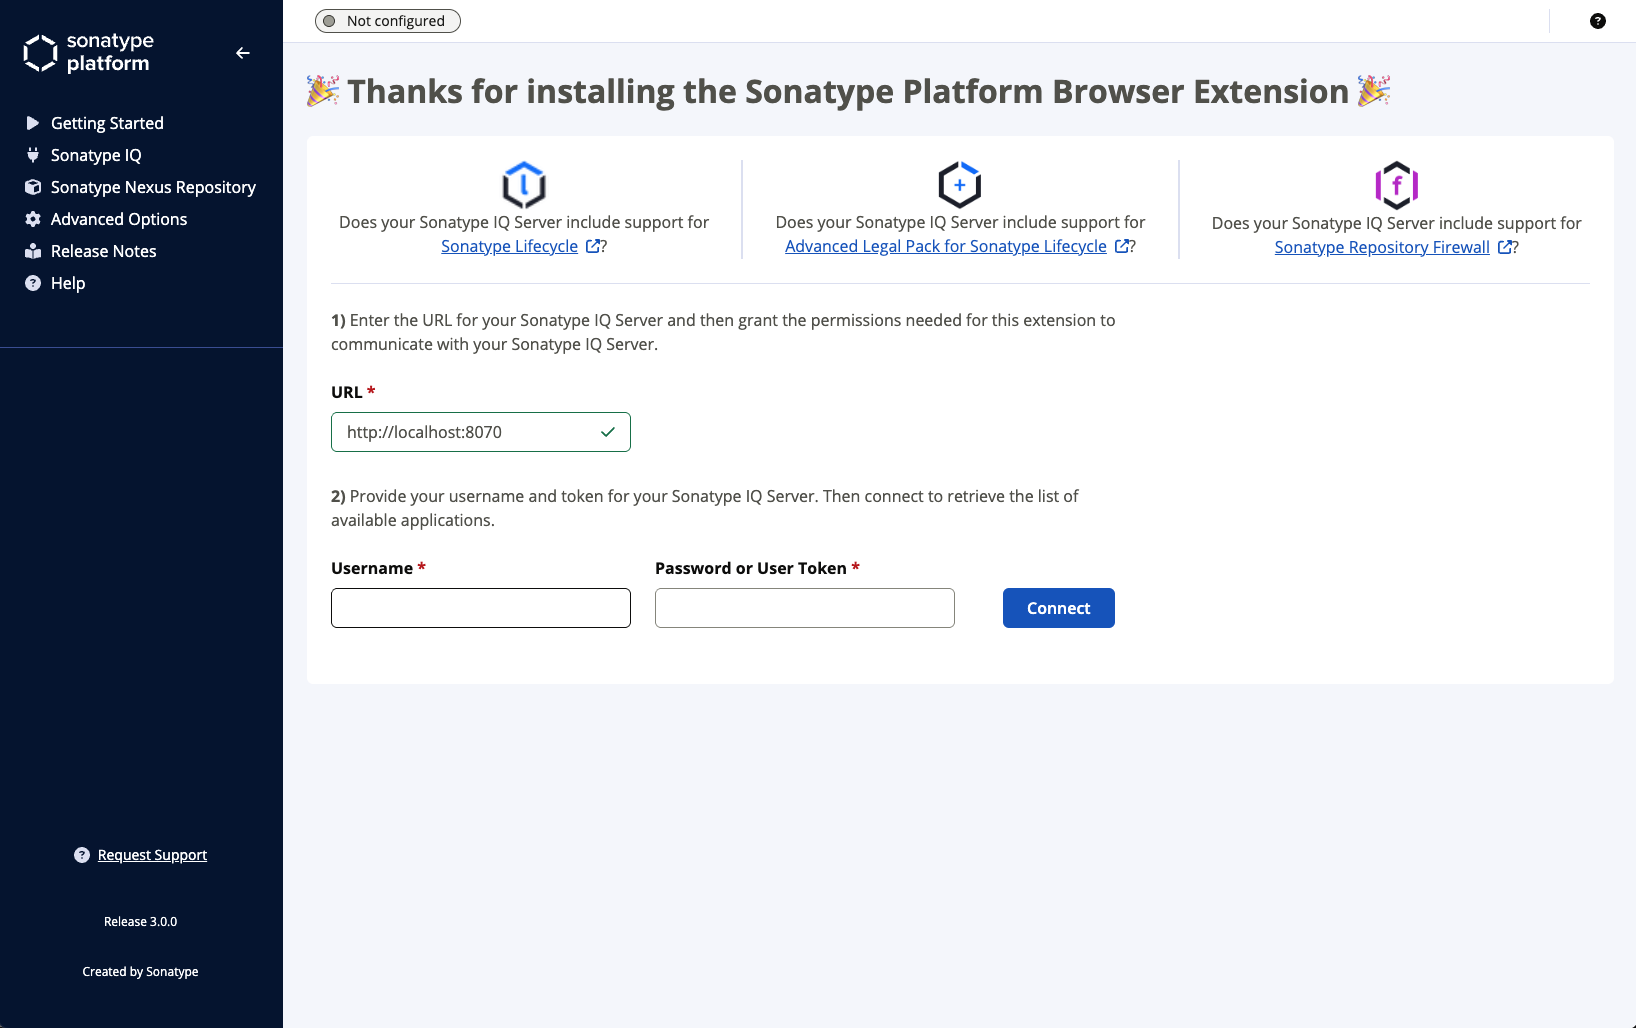 sonatype
platform
Getting Started
Sonatype IQ
Sonatype Nexus Repository
Advanced Options
Release Notes
? Help
? Request Support
Release 3.0.0
Created by Sonatype
Not configured
?
🎉 Thanks for installing the Sonatype Platform Browser Extension 🎉
l
Does your Sonatype IQ Server include support for
Sonatype Lifecycle ?
+
Does your Sonatype IQ Server include support for
Advanced Legal Pack for Sonatype Lifecycle ?
f
Does your Sonatype IQ Server include support for
Sonatype Repository Firewall ?
1) Enter the URL for your Sonatype IQ Server and then grant the permissions needed for this extension to
communicate with your Sonatype IQ Server.
URL *
http://localhost:8070
2) Provide your username and token for your Sonatype IQ Server. Then connect to retrieve the list of
available applications.
Username *
Password or User Token *
Connect